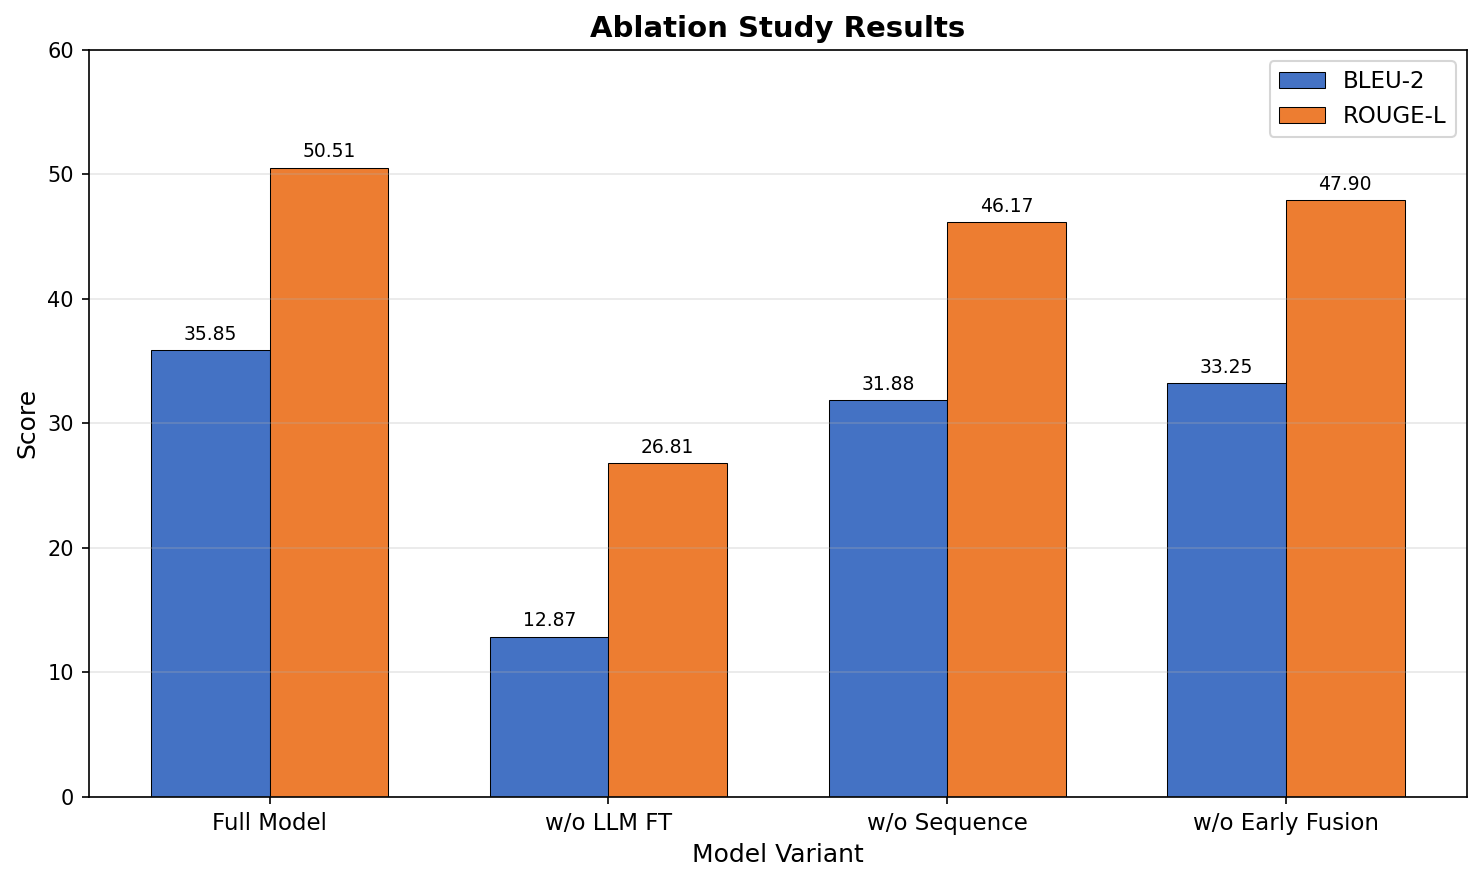 Ablation Study Results
BLEU-2
ROUGE-L
Score
60
50
40
30
20
10
0
35.85
50.51
12.87
26.81
31.88
46.17
33.25
47.90
Full Model
w/o LLM FT
w/o Sequence
w/o Early Fusion
Model Variant